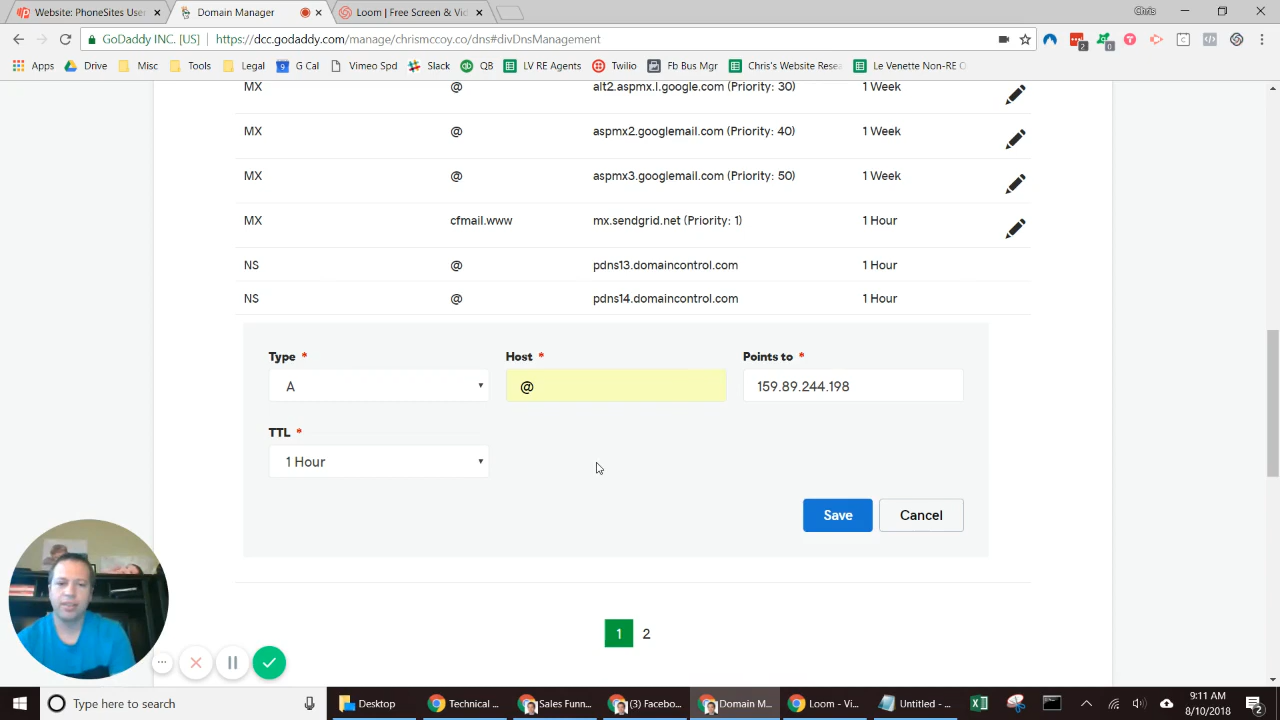 Website: PhoneSites User
Domain Manager
Loom | Free Screen & Vid
Chris
GoDaddy INC. [US]
https://dcc.godaddy.com/manage/chrismccoy.co/dns#divDnsManagement
Apps
Drive
Misc
Tools
Legal
G Cal
Vimeo Spd
Slack
QB
LV RE Agents
Twilio
Fb Bus Mgr
Chris's Website Resea
Le Venette Non-RE C
MX @ alt2.aspmx.l.google.com (Priority: 30) 1 Week
MX @ aspmx2.googlemail.com (Priority: 40) 1 Week
MX @ aspmx3.googlemail.com (Priority: 50) 1 Week
MX cfmail.www mx.sendgrid.net (Priority: 1) 1 Hour
NS @ pdns13.domaincontrol.com 1 Hour
NS @ pdns14.domaincontrol.com 1 Hour
Type * Host * Points to *
A @ 159.89.244.198
TTL *
1 Hour
Save Cancel
1 2
Type here to search
Desktop
Technical ...
Sales Funn...
(3) Facebo...
Domain M...
Loom - Vi...
Untitled - ...
9:11 AM
8/10/2018